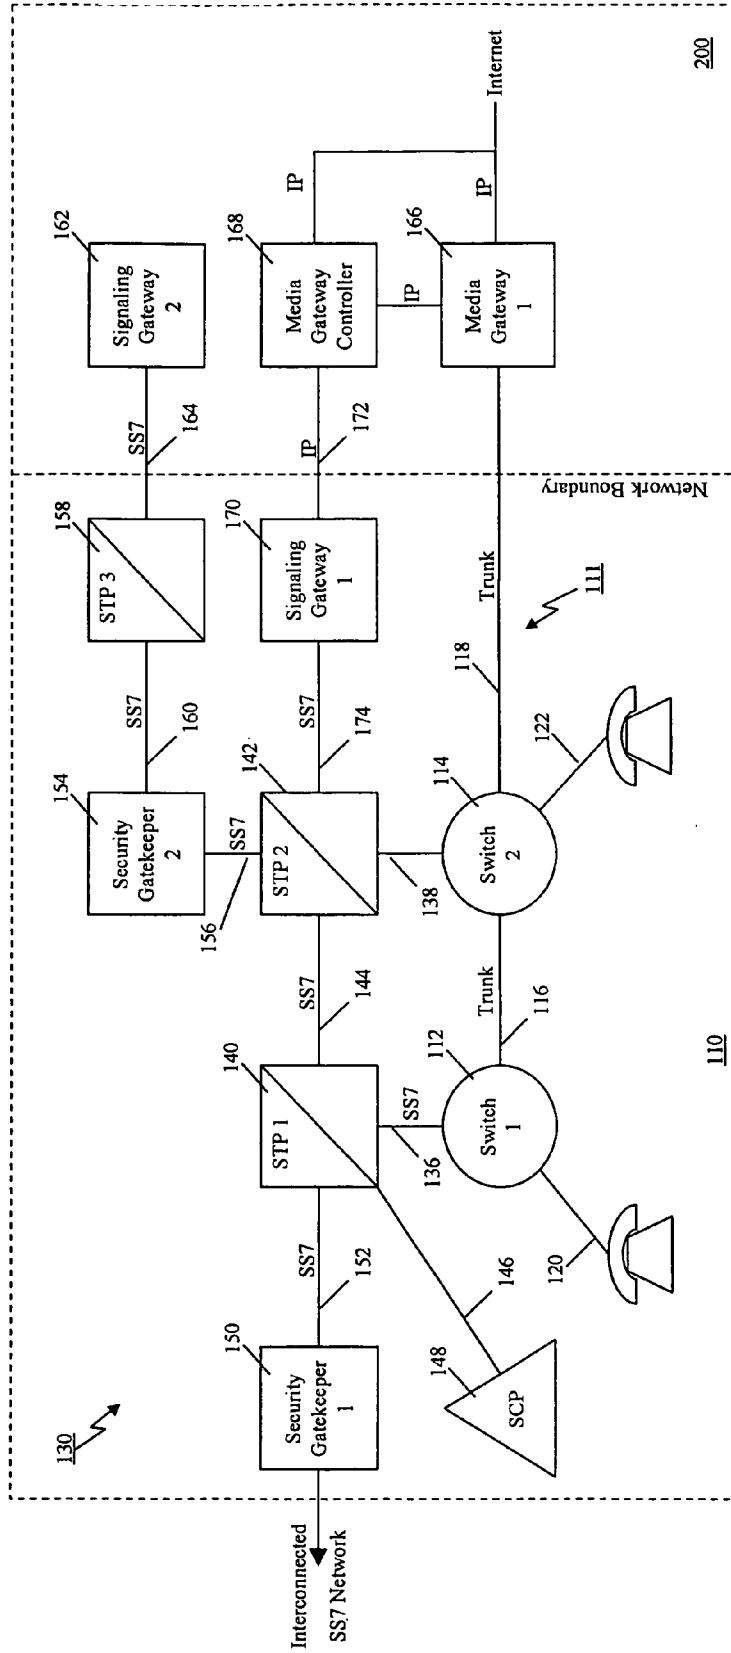 130
154
158
162
Security
Gatekeeper
2
SS7
STP 3
SS7
Signaling
Gateway
2
160
164
156
SS7
150
140
142
170
168
Interconnected
SS7 Network
Security
Gatekeeper
1
SS7
STP 1
SS7
STP 2
SS7
Signaling
Gateway
1
IP
Media
Gateway
Controller
IP
152
144
174
172
136
SS7
138
IP
148
146
112
114
118
166
SCP
Switch
1
Trunk
Switch
2
Trunk
Media
Gateway
1
IP
Internet
116
120
122
111
Network Boundary
110
200